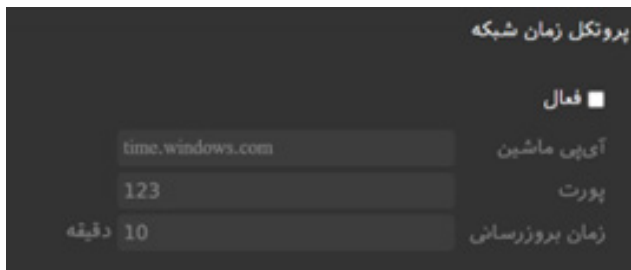 پروتکل زمان شبکه
فعال
آی‌پی ماشین time.windows.com
پورت 123
زمان بروزرسانی 10 دقیقه